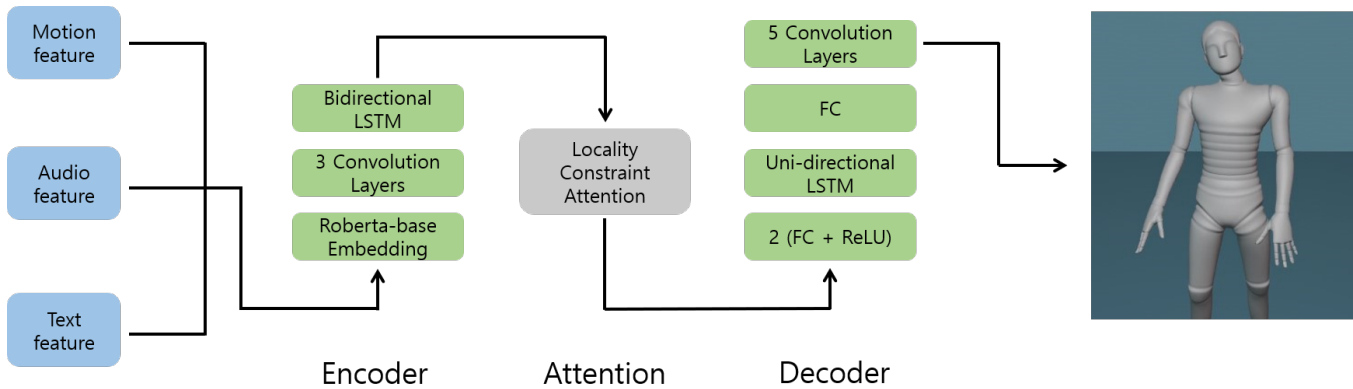 Motion
feature
Audio
feature
Text
feature
Bidirectional
LSTM
3 Convolution
Layers
Roberta-base
Embedding
Encoder
Locality
Constraint
Attention
Attention
5 Convolution
Layers
FC
Uni-directional
LSTM
2 (FC + ReLU)
Decoder